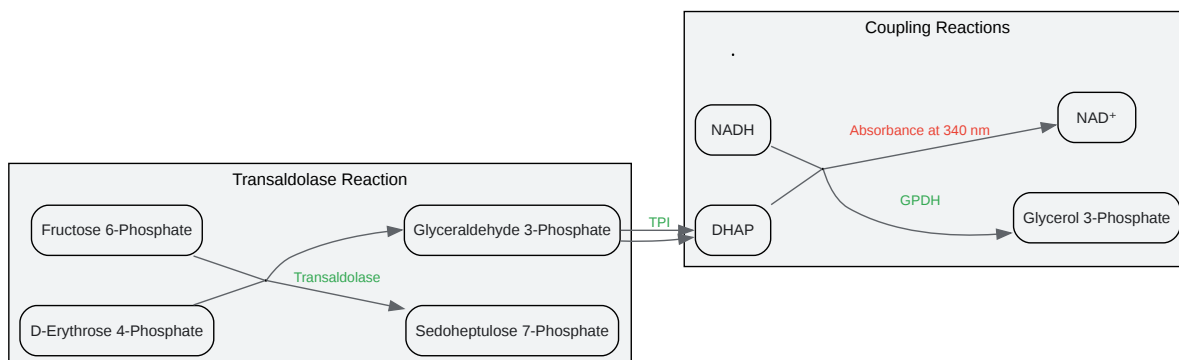 Coupling Reactions
NADH
Absorbance at 340 nm
NAD⁺
Transaldolase Reaction
Fructose 6-Phosphate
Glyceraldehyde 3-Phosphate
TPI
DHAP
GPDH
Glycerol 3-Phosphate
Transaldolase
D-Erythrose 4-Phosphate
Sedoheptulose 7-Phosphate